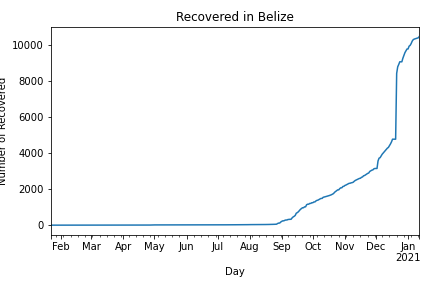 Recovered in Belize
Number of Recovered
10000
8000
6000
4000
2000
0
Feb Mar Apr May Jun Jul Aug Sep Oct Nov Dec Jan
2021
Day